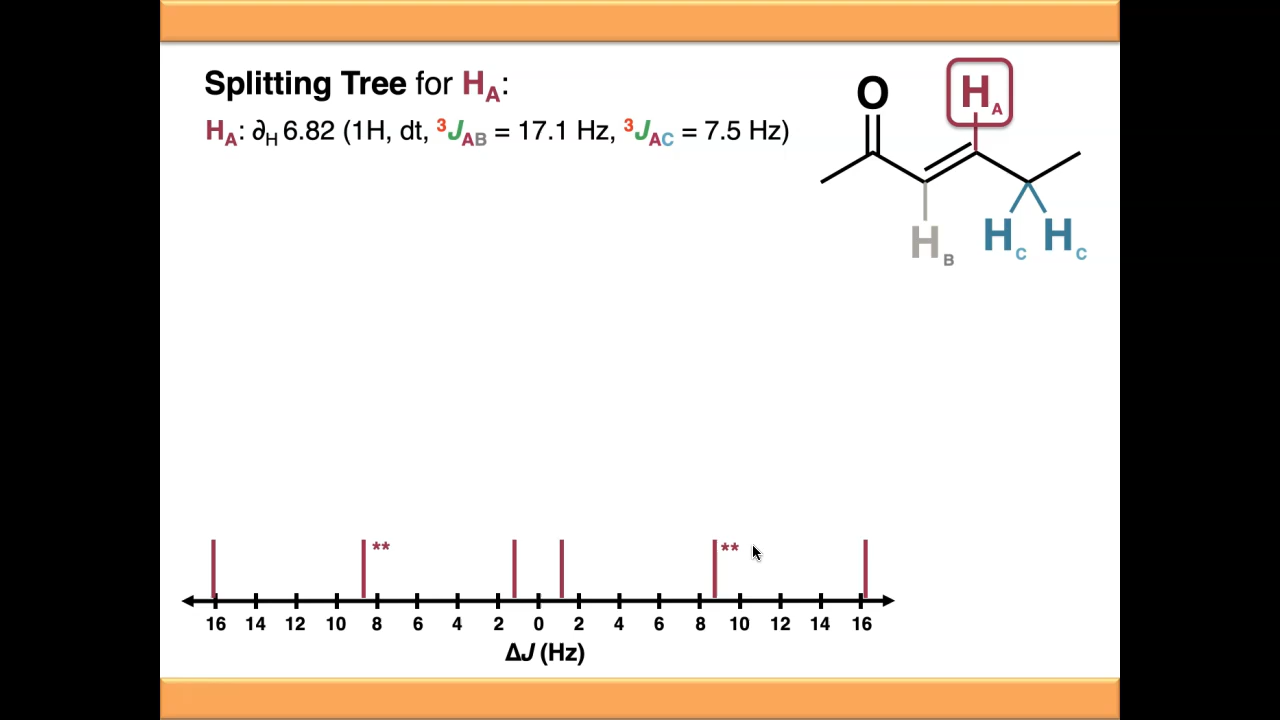 Splitting Tree for HA:
HA: ∂H 6.82 (1H, dt, ³JAB = 17.1 Hz, ³JAC = 7.5 Hz)
O
HA
HB
HC HC
** **
16 14 12 10 8 6 4 2 0 2 4 6 8 10 12 14 16
ΔJ (Hz)